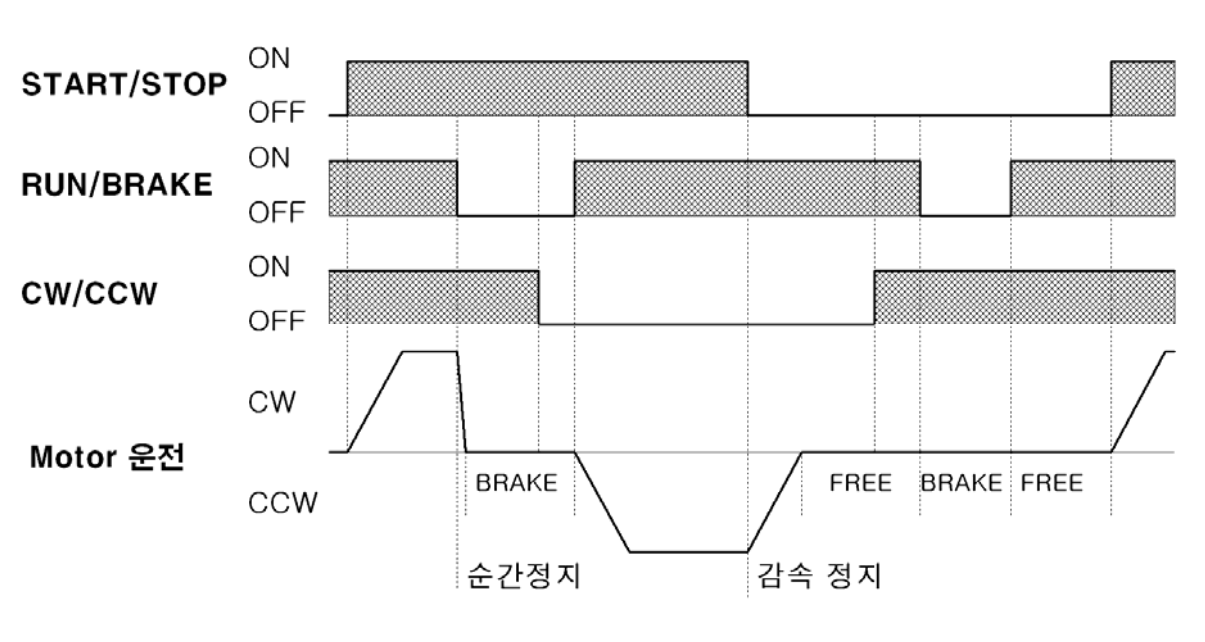 ON
START/STOP
OFF
ON
RUN/BRAKE
OFF
ON
CW/CCW
OFF
CW
Motor 운전
BRAKE FREE BRAKE FREE
CCW
순간정지 감속 정지